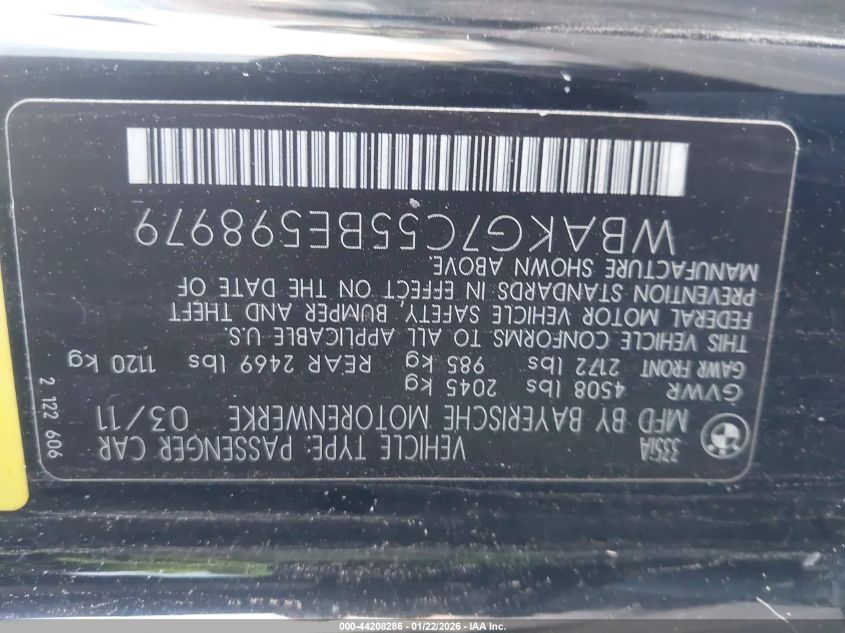 335iA
VEHICLE TYPE: PASSENGER CAR
MFD BY BAYERISCHE MOTORENWERKE 03/11
GVWR 4508 lbs 2045 kg
GAWR FRONT 2172 lbs 985 kg REAR 2469 lbs 1120 kg
THIS VEHICLE CONFORMS TO ALL APPLICABLE U.S.
FEDERAL MOTOR VEHICLE SAFETY, BUMPER AND THEFT
PREVENTION STANDARDS IN EFFECT ON THE DATE OF
MANUFACTURE SHOWN ABOVE.
WBAKG7C55BE598979
2 122 606
000-44208286 - 01/22/2026 - IAA Inc.